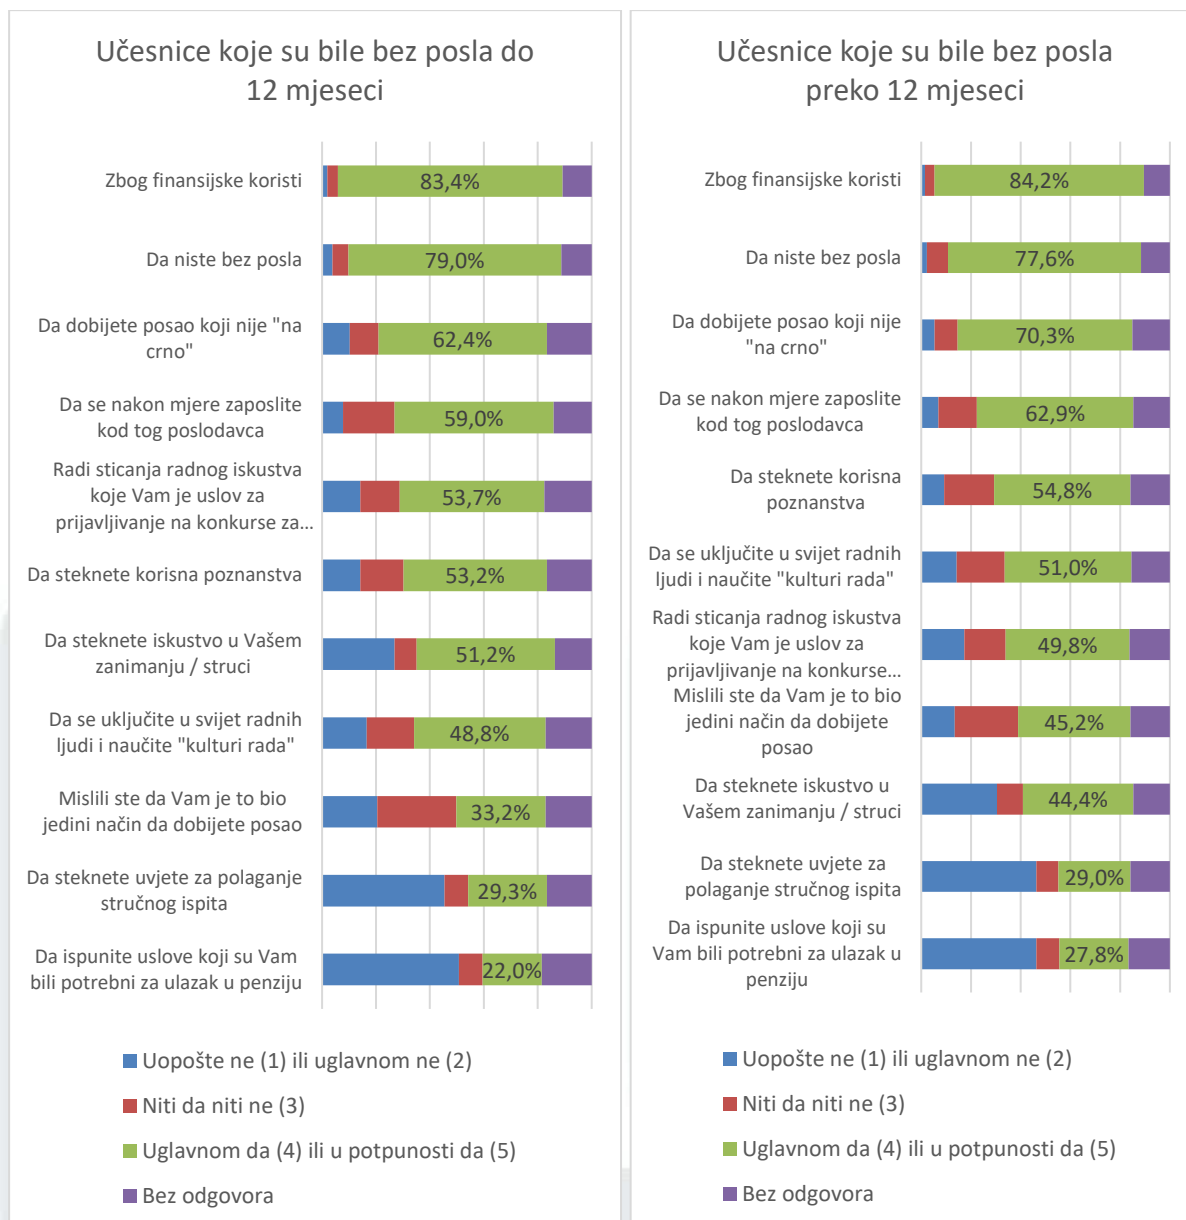 Učesnice koje su bile bez posla do
12 mjeseci
Zbog finansijske koristi
83,4%
Da niste bez posla
79,0%
Da dobijete posao koji nije "na
crno"
62,4%
Da se nakon mjere zaposlite
kod tog poslodavca
59,0%
Radi sticanja radnog iskustva
koje Vam je uslov za
prijavljivanje na konkurse za...
53,7%
Da steknete korisna poznanstva
53,2%
Da steknete iskustvo u Vašem
zanimanju / struci
51,2%
Da se uključite u svijet radnih
ljudi i naučite "kulturi rada"
48,8%
Mislili ste da Vam je to bio
jedini način da dobijete posao
33,2%
Da steknete uvjete za polaganje
stručnog ispita
29,3%
Da ispunite uslove koji su Vam
bili potrebni za ulazak u penziju
22,0%
Uopšte ne (1) ili uglavnom ne (2)
Niti da niti ne (3)
Uglavnom da (4) ili u potpunosti da (5)
Bez odgovora
Učesnice koje su bile bez posla
preko 12 mjeseci
Zbog finansijske koristi
84,2%
Da niste bez posla
77,6%
Da dobijete posao koji nije
"na crno"
70,3%
Da se nakon mjere zaposlite
kod tog poslodavca
62,9%
Da steknete korisna
poznanstva
54,8%
Da se uključite u svijet radnih
ljudi i naučite "kulturi rada"
51,0%
Radi sticanja radnog iskustva
koje Vam je uslov za
prijavljivanje na konkurse...
49,8%
Mislili ste da Vam je to bio
jedini način da dobijete
posao
45,2%
Da steknete iskustvo u
Vašem zanimanju / struci
44,4%
Da steknete uvjete za
polaganje stručnog ispita
29,0%
Da ispunite uslove koji su
Vam bili potrebni za ulazak u
penziju
27,8%
Uopošte ne (1) ili uglavnom ne (2)
Niti da niti ne (3)
Uglavnom da (4) ili u potpunosti da (5)
Bez odgovora